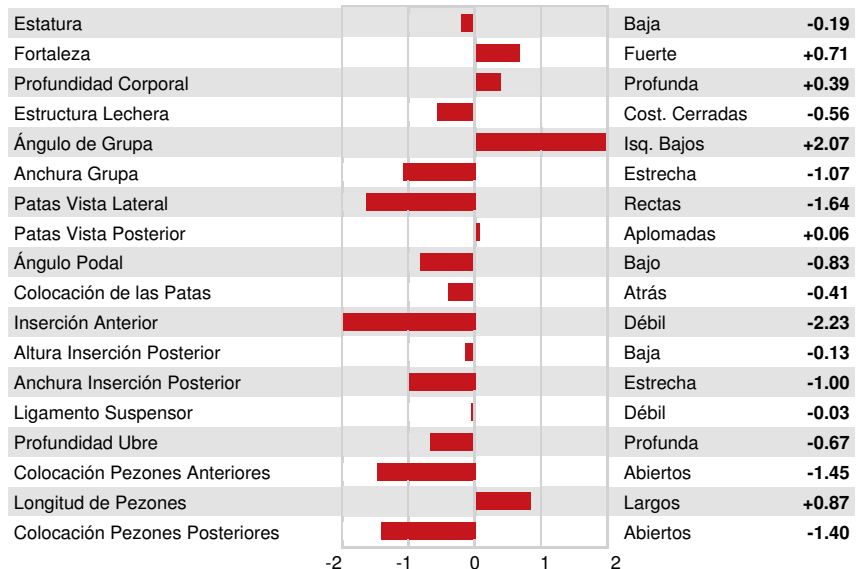 Estatura Baja -0.19
Fortaleza Fuerte +0.71
Profundidad Corporal Profunda +0.39
Estructura Lechera Cost. Cerradas -0.56
Ángulo de Grupa Isq. Bajos +2.07
Anchura Grupa Estrecha -1.07
Patas Vista Lateral Rectas -1.64
Patas Vista Posterior Aplomadas +0.06
Ángulo Podal Bajo -0.83
Colocación de las Patas Atrás -0.41
Inserción Anterior Débil -2.23
Altura Inserción Posterior Baja -0.13
Anchura Inserción Posterior Estrecha -1.00
Ligamento Suspensor Débil -0.03
Profundidad Ubre Profunda -0.67
Colocación Pezones Anteriores Abiertos -1.45
Longitud de Pezones Largos +0.87
Colocación Pezones Posteriores Abiertos -1.40
-2 -1 0 1 2